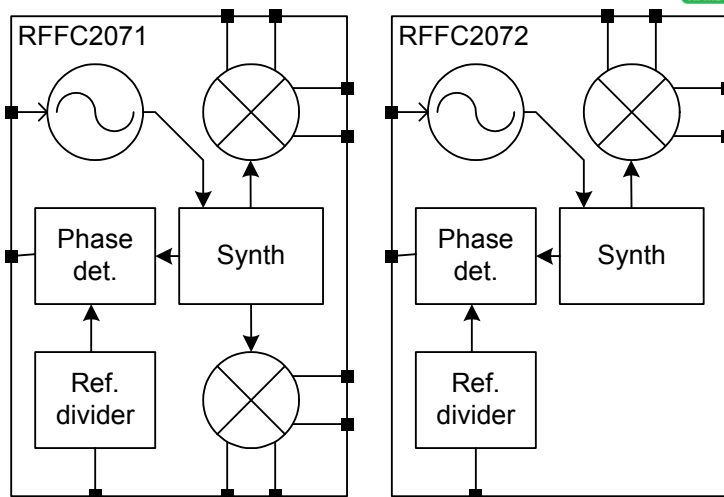 RFFC2071
RFFC2072
Phase
det.
Synth
Phase
det.
Synth
Ref.
divider
Ref.
divider